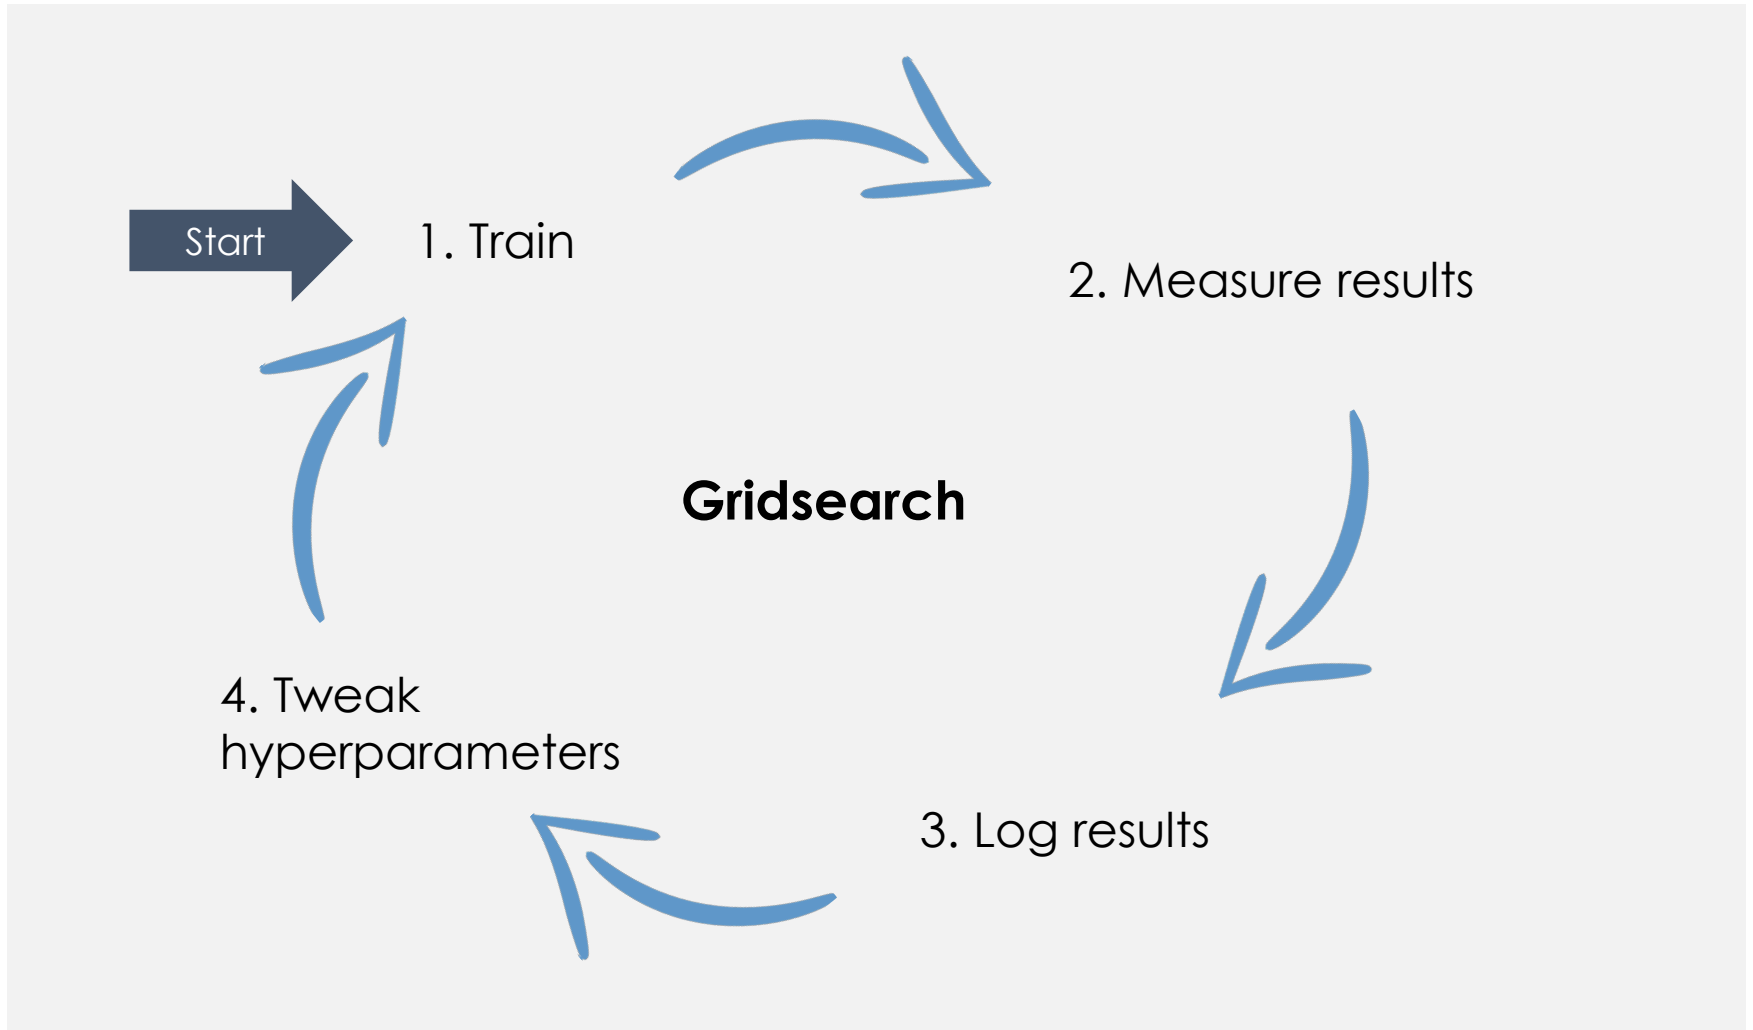 Start
1. Train
2. Measure results
Gridsearch
4. Tweak
hyperparameters
3. Log results